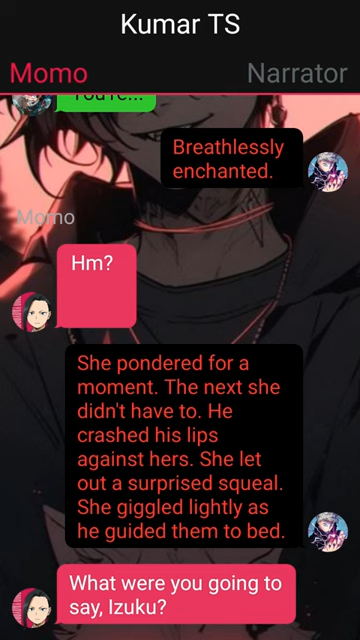 Kumar TS
Momo
Narrator
You're...
Breathlessly
enchanted.
Momo
Hm?
She pondered for a
moment. The next she
didn't have to. He
crashed his lips
against hers. She let
out a surprised squeal.
She giggled lightly as
he guided them to bed.
What were you going to
say, Izuku?